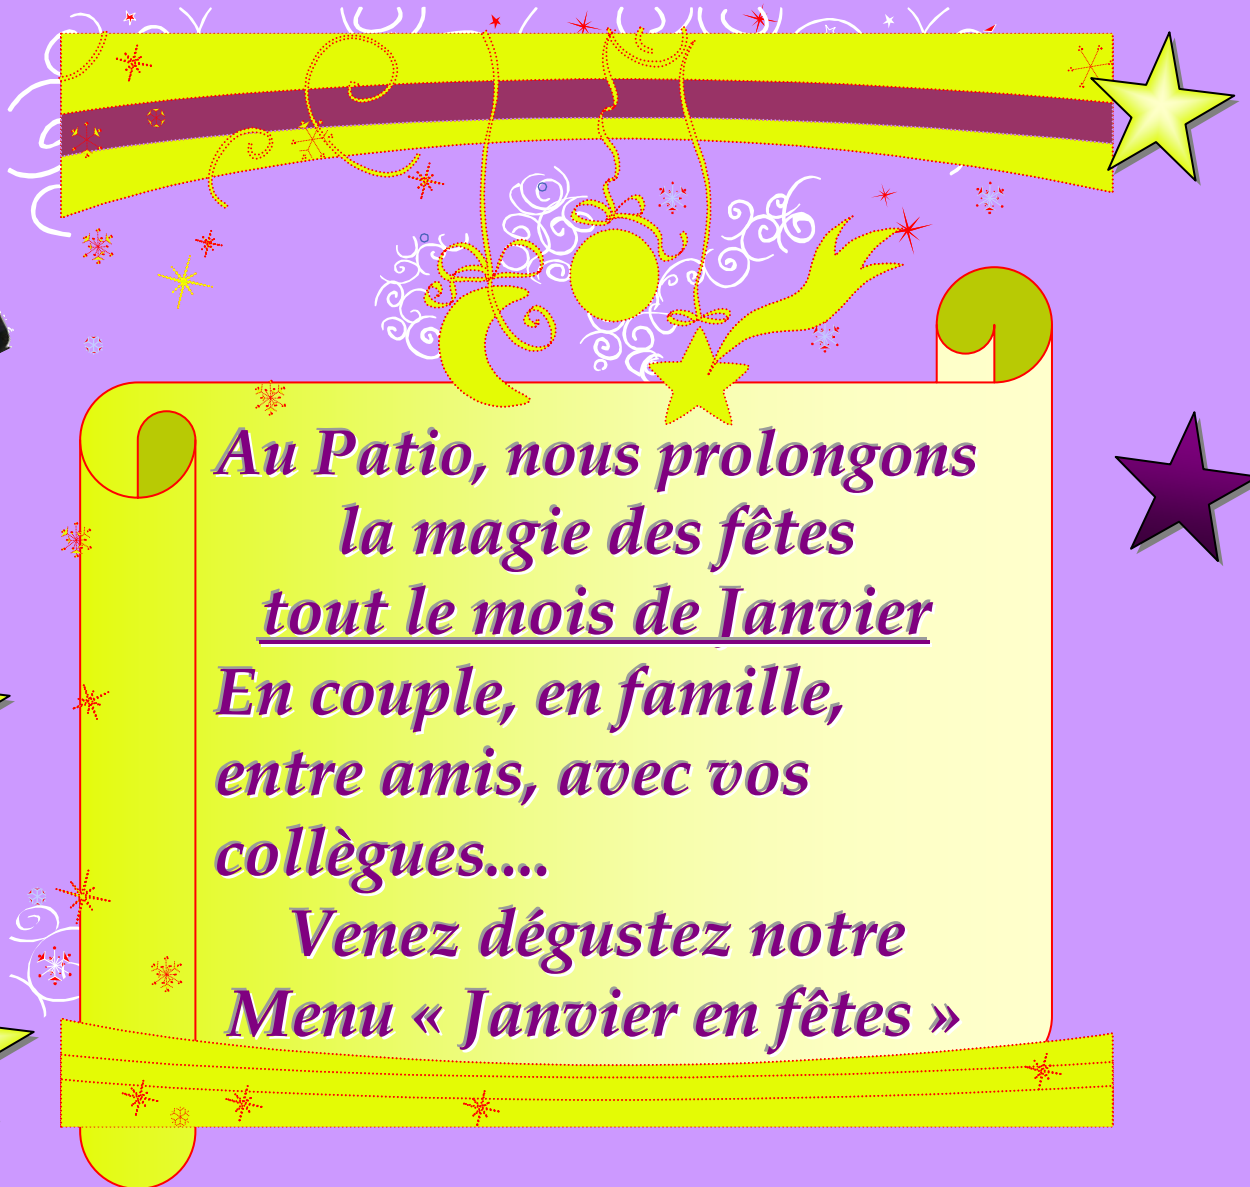 Au Patio, nous prolongons
la magie des fêtes
tout le mois de Janvier
En couple, en famille,
entre amis, avec vos
collègues....
Venez dégustez notre
Menu « Janvier en fêtes »